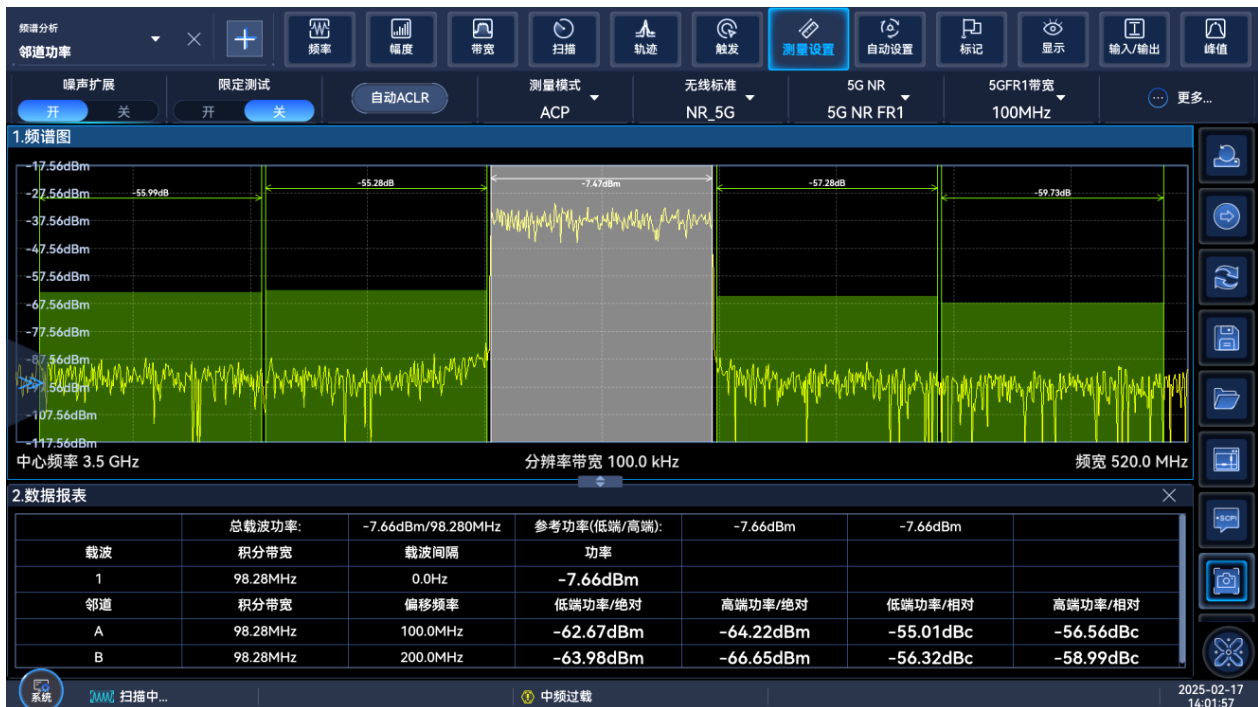 频谱分析
邻道功率
频率
幅度
带宽
扫描
轨迹
触发
测量设置
自动设置
标记
显示
输入/输出
峰值
噪声扩展
开 关
限定测试
开 关
自动ACLR
测量模式
ACP
无线标准
NR_5G
5G NR
5G NR FR1
5GFR1带宽
100MHz
更多...
1.频谱图
-17.56dBm
-27.56dBm
-37.56dBm
-47.56dBm
-57.56dBm
-67.56dBm
-77.56dBm
-87.56dBm
-107.56dBm
-117.56dBm
-55.99dB
-55.28dB
-7.47dBm
-57.28dB
-59.73dB
中心频率 3.5 GHz
分辨率带宽 100.0 kHz
频宽 520.0 MHz
2.数据报表
总载波功率: -7.66dBm/98.280MHz 参考功率(低端/高端): -7.66dBm -7.66dBm
载波 积分带宽 载波间隔 功率
1 98.28MHz 0.0Hz -7.66dBm
邻道 积分带宽 偏移频率 低端功率/绝对 高端功率/绝对 低端功率/相对 高端功率/相对
A 98.28MHz 100.0MHz -62.67dBm -64.22dBm -55.01dBc -56.56dBc
B 98.28MHz 200.0MHz -63.98dBm -66.65dBm -56.32dBc -58.99dBc
•SCPI
系统
扫描中...
中频过载
2025-02-17
14:01:57